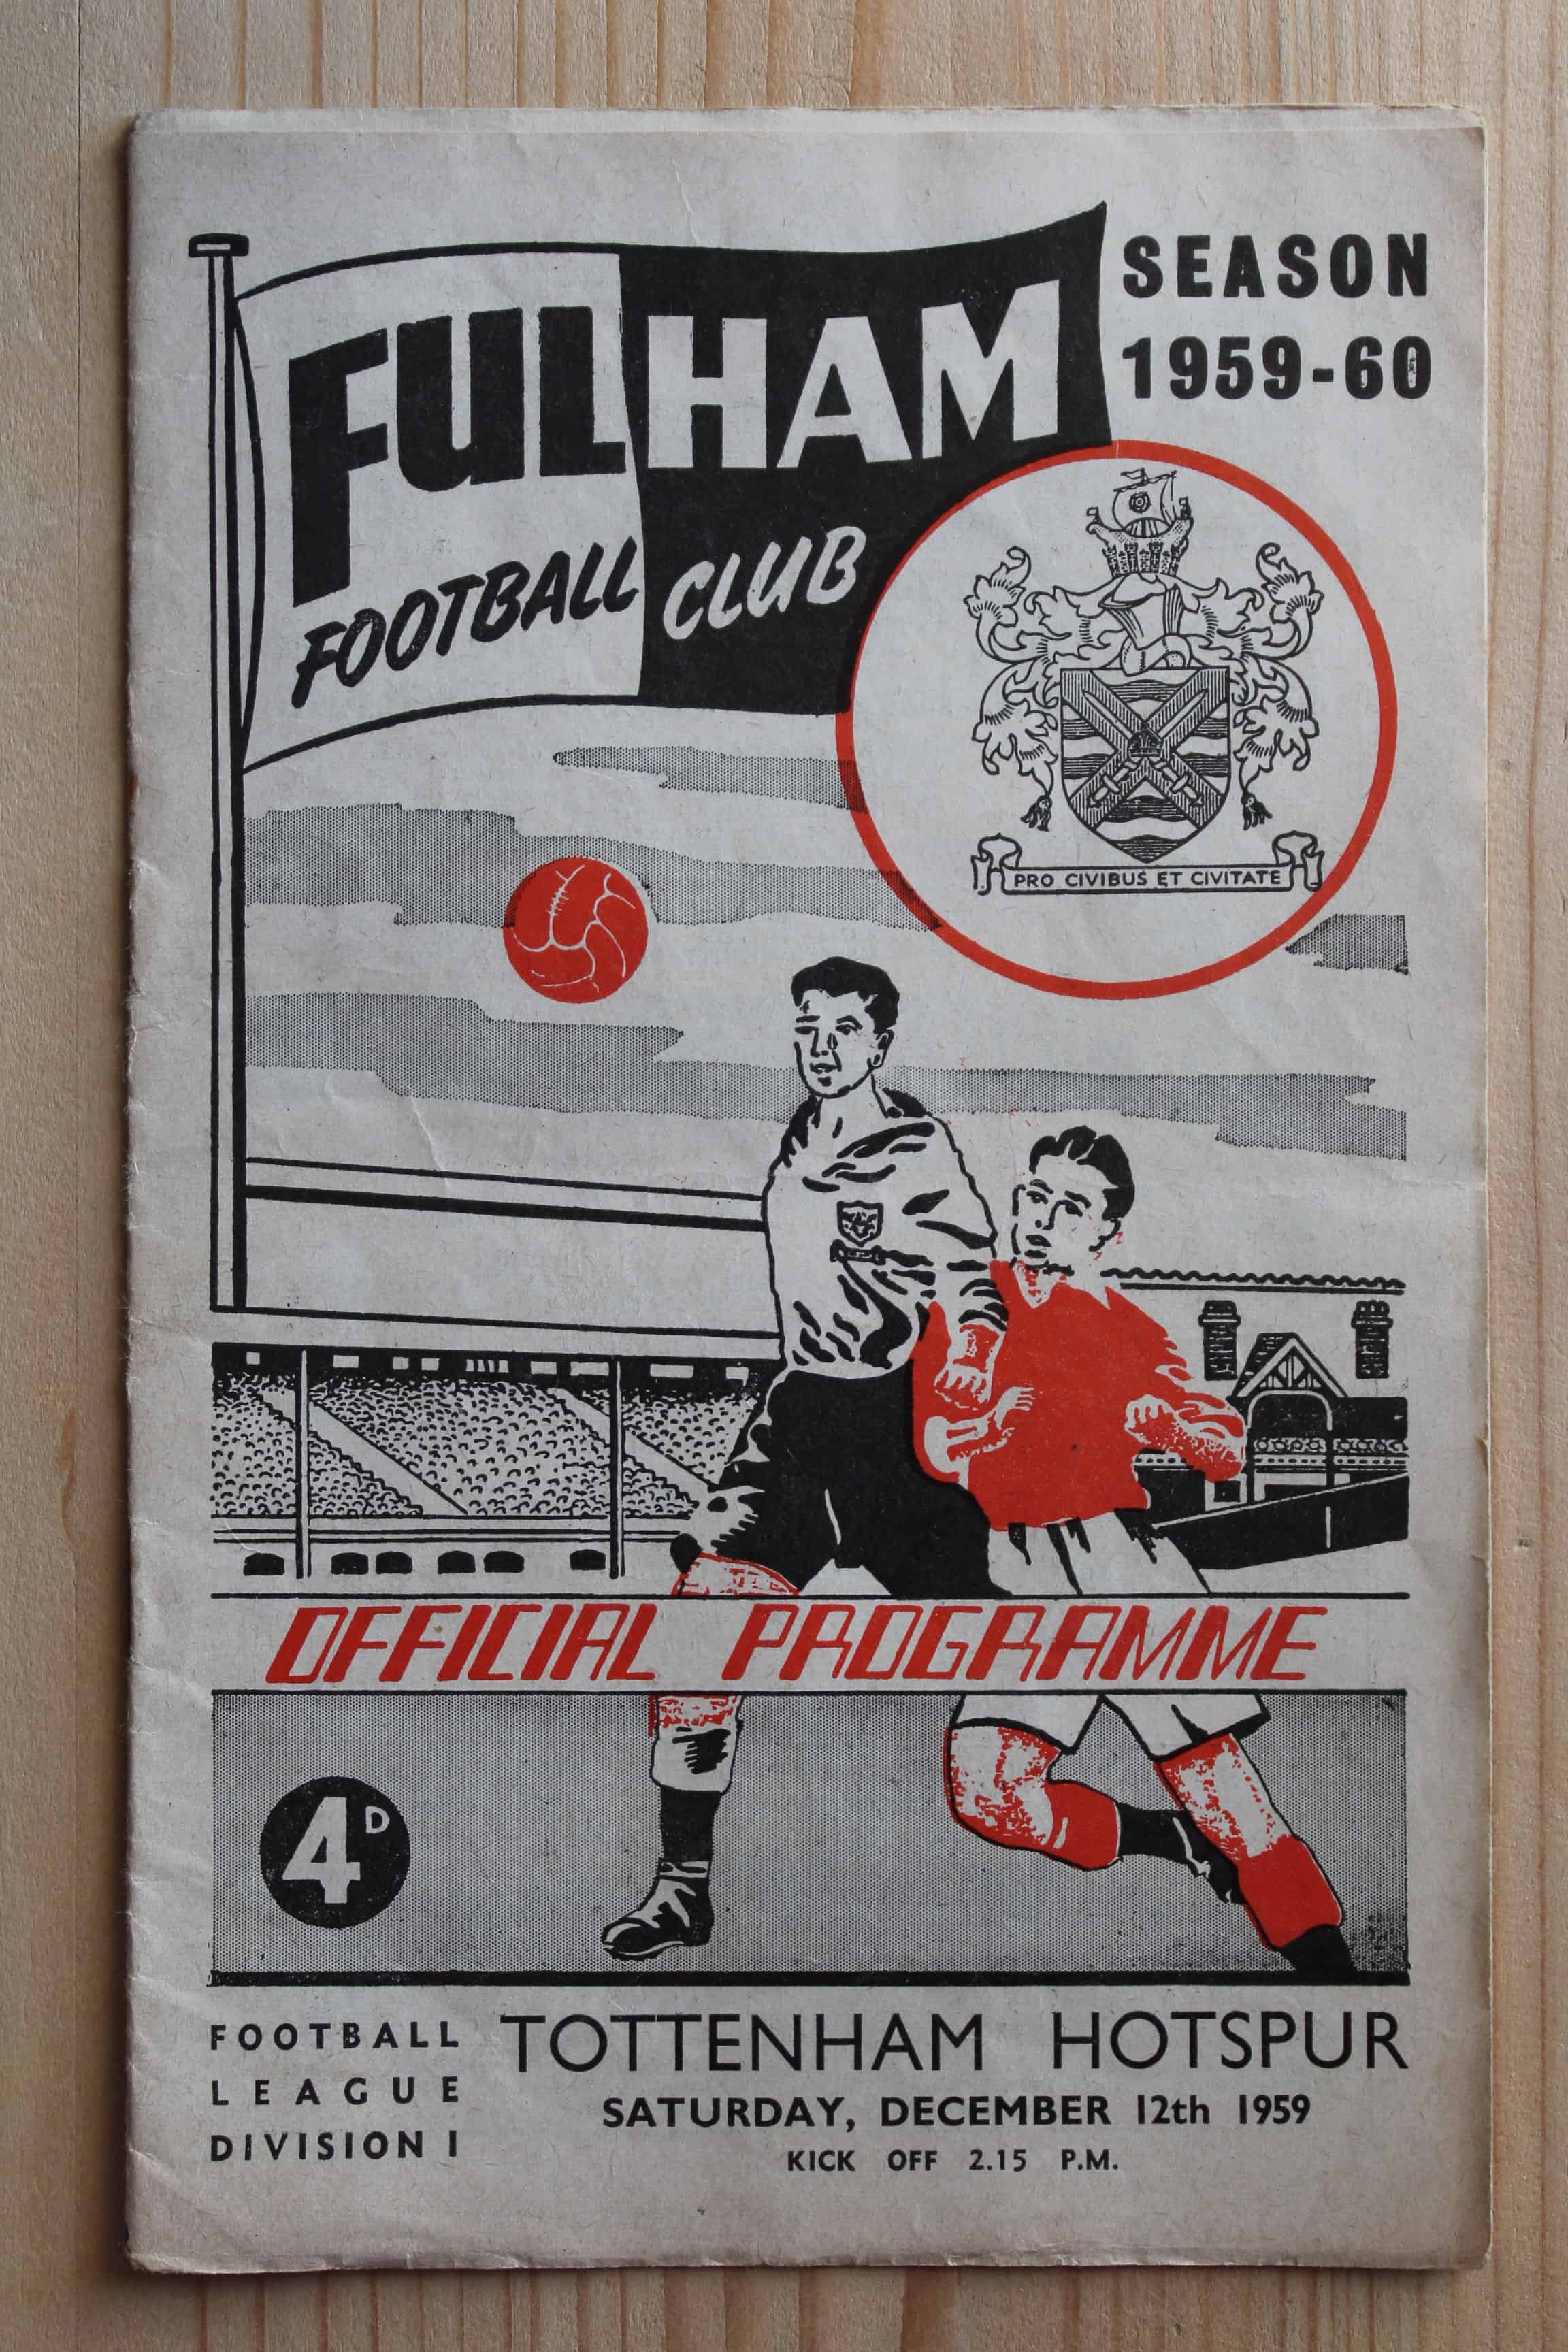 FULHAM
FOOTBALL CLUB
SEASON
1959-60
PRO CIVIBUS ET CIVITATE
OFFICIAL PROGRAMME
4D
FOOTBALL
LEAGUE
DIVISION I
TOTTENHAM HOTSPUR
SATURDAY, DECEMBER 12th 1959
KICK OFF 2.15 P.M.